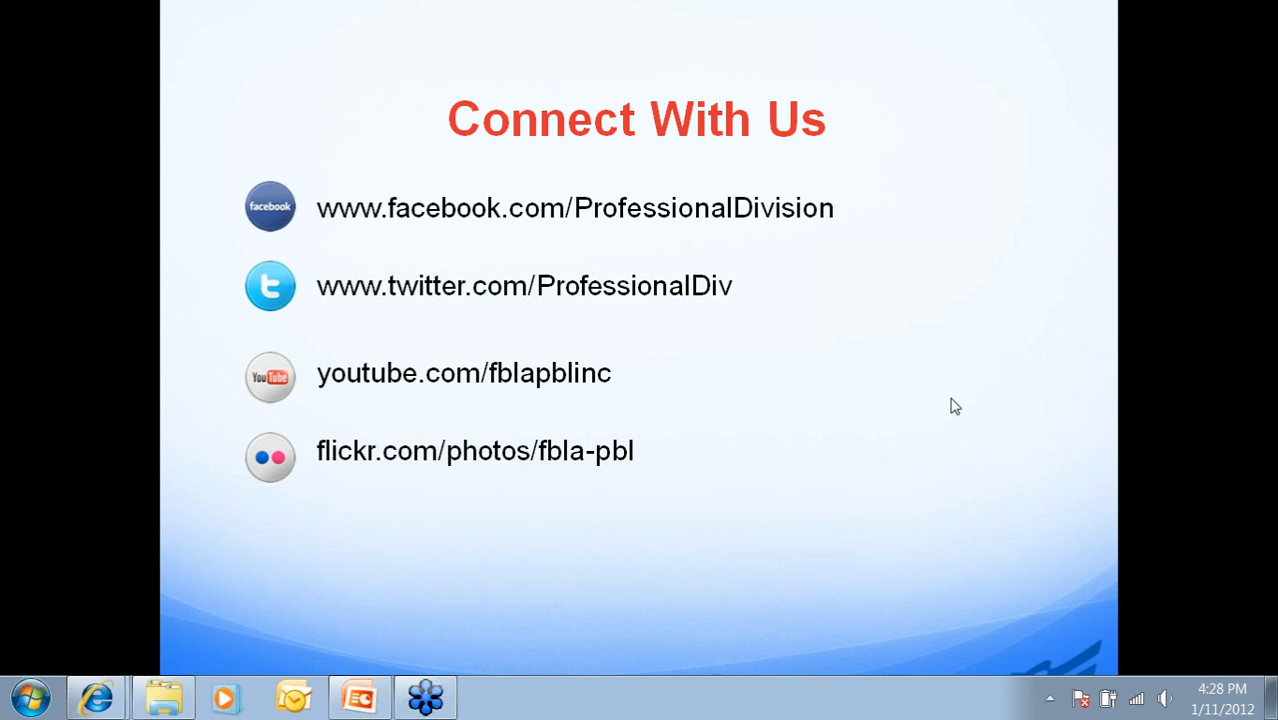 Connect With Us
facebook
www.facebook.com/ProfessionalDivision
www.twitter.com/ProfessionalDiv
YouTube
youtube.com/fblapblinc
flickr.com/photos/fbla-pbl
4:28 PM
1/11/2012